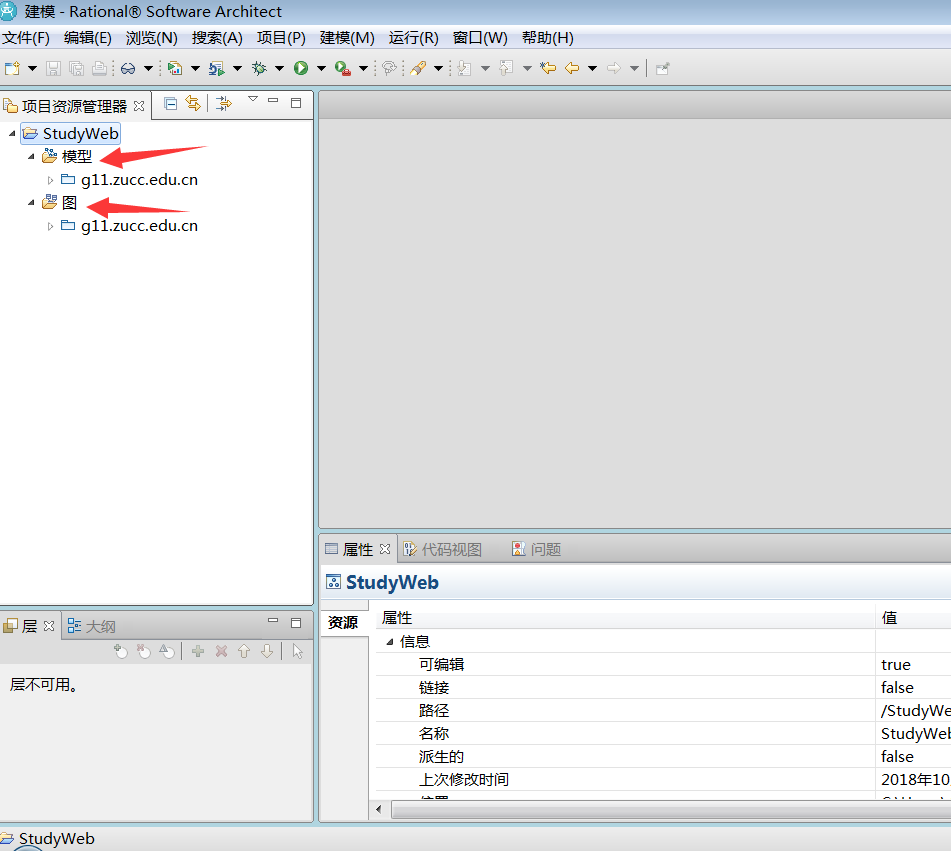 建模 - Rational® Software Architect
文件(F) 编辑(E) 浏览(N) 搜索(A) 项目(P) 建模(M) 运行(R) 窗口(W) 帮助(H)
项目资源管理器
StudyWeb
模型
g11.zucc.edu.cn
图
g11.zucc.edu.cn
属性 代码视图 问题
StudyWeb
资源
属性 值
信息
可编辑 true
链接 false
路径 /StudyWe
名称 StudyWeb
派生的 false
上次修改时间 2018年10
层 大纲
层不可用。
StudyWeb